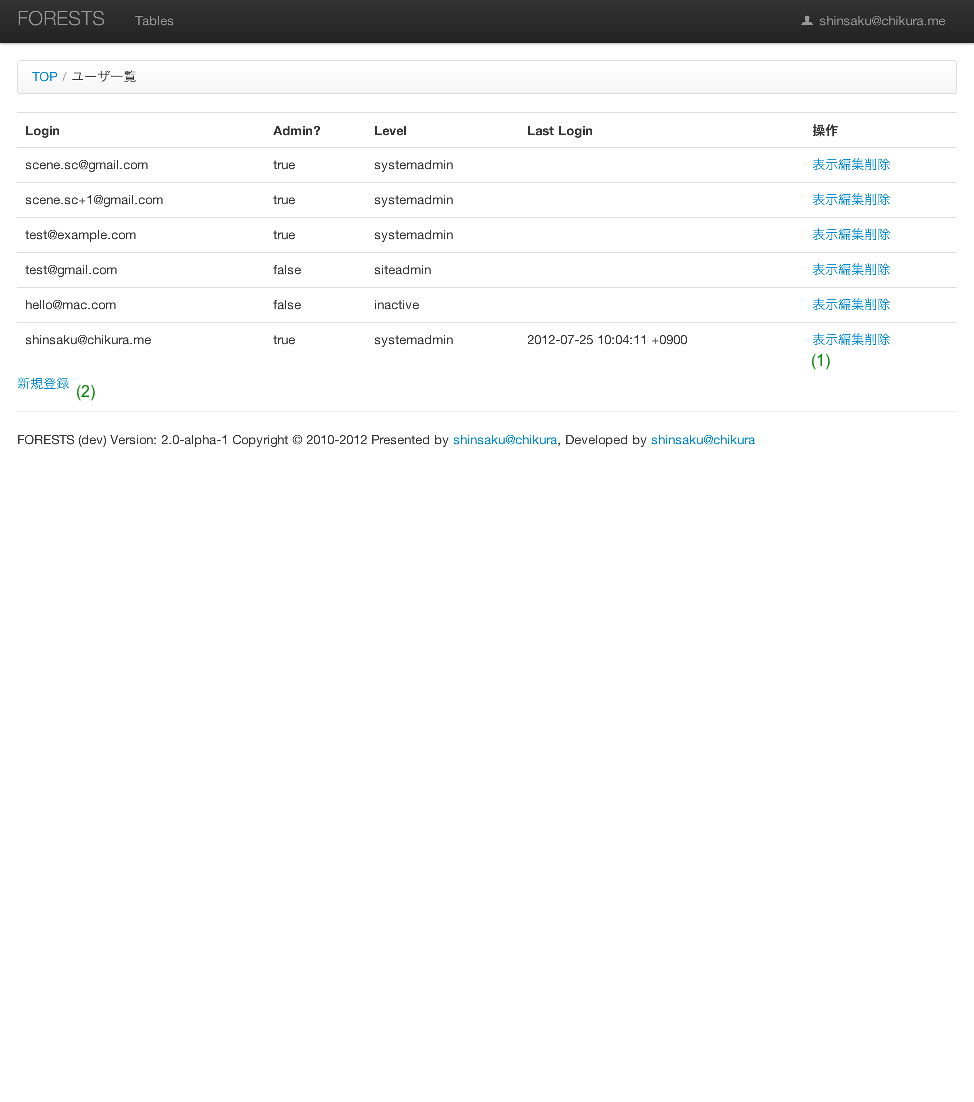 FORESTS Tables shinsaku@chikura.me
TOP / ユーザ一覧
Login Admin? Level Last Login 操作
scene.sc@gmail.com true systemadmin 表示編集削除
scene.sc+1@gmail.com true systemadmin 表示編集削除
test@example.com true systemadmin 表示編集削除
test@gmail.com false siteadmin 表示編集削除
hello@mac.com false inactive 表示編集削除
shinsaku@chikura.me true systemadmin 2012-07-25 10:04:11 +0900 表示編集削除
(1)
新規登録 (2)
FORESTS (dev) Version: 2.0-alpha-1 Copyright © 2010-2012 Presented by shinsaku@chikura, Developed by shinsaku@chikura